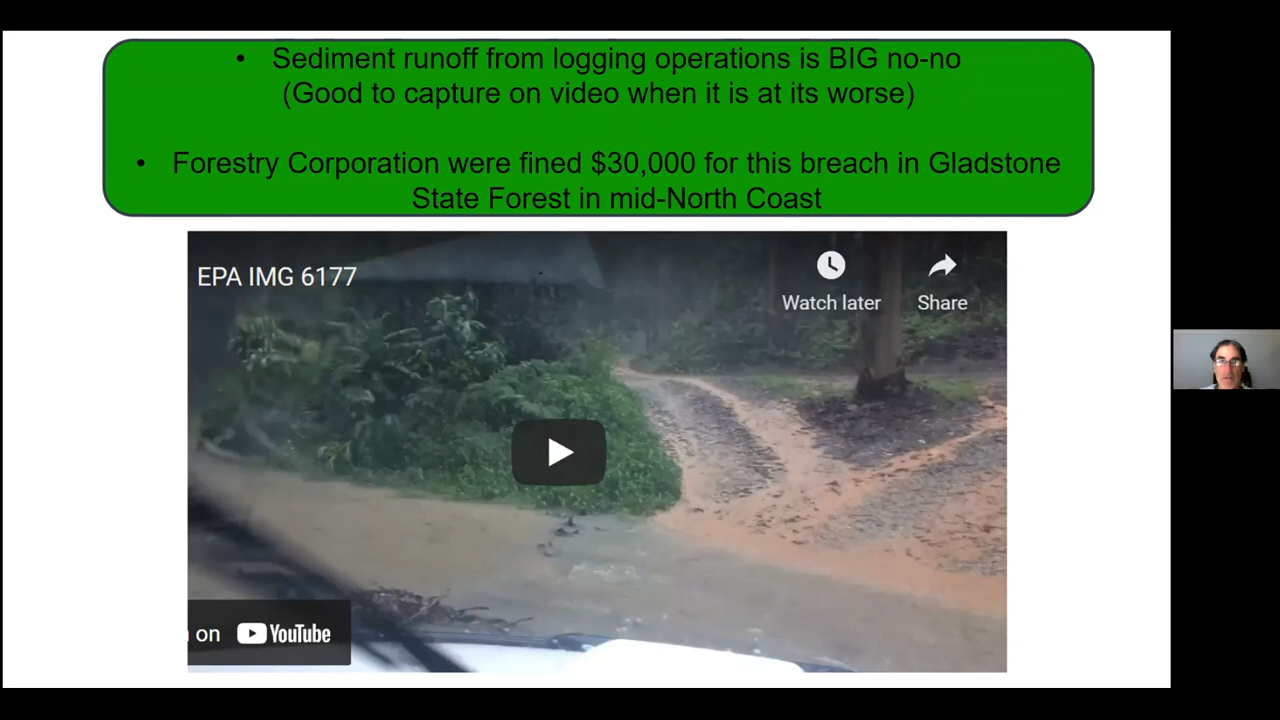 • Sediment runoff from logging operations is BIG no-no
(Good to capture on video when it is at its worse)
• Forestry Corporation were fined $30,000 for this breach in Gladstone
State Forest in mid-North Coast
EPA IMG 6177
Watch later
Share
on YouTube